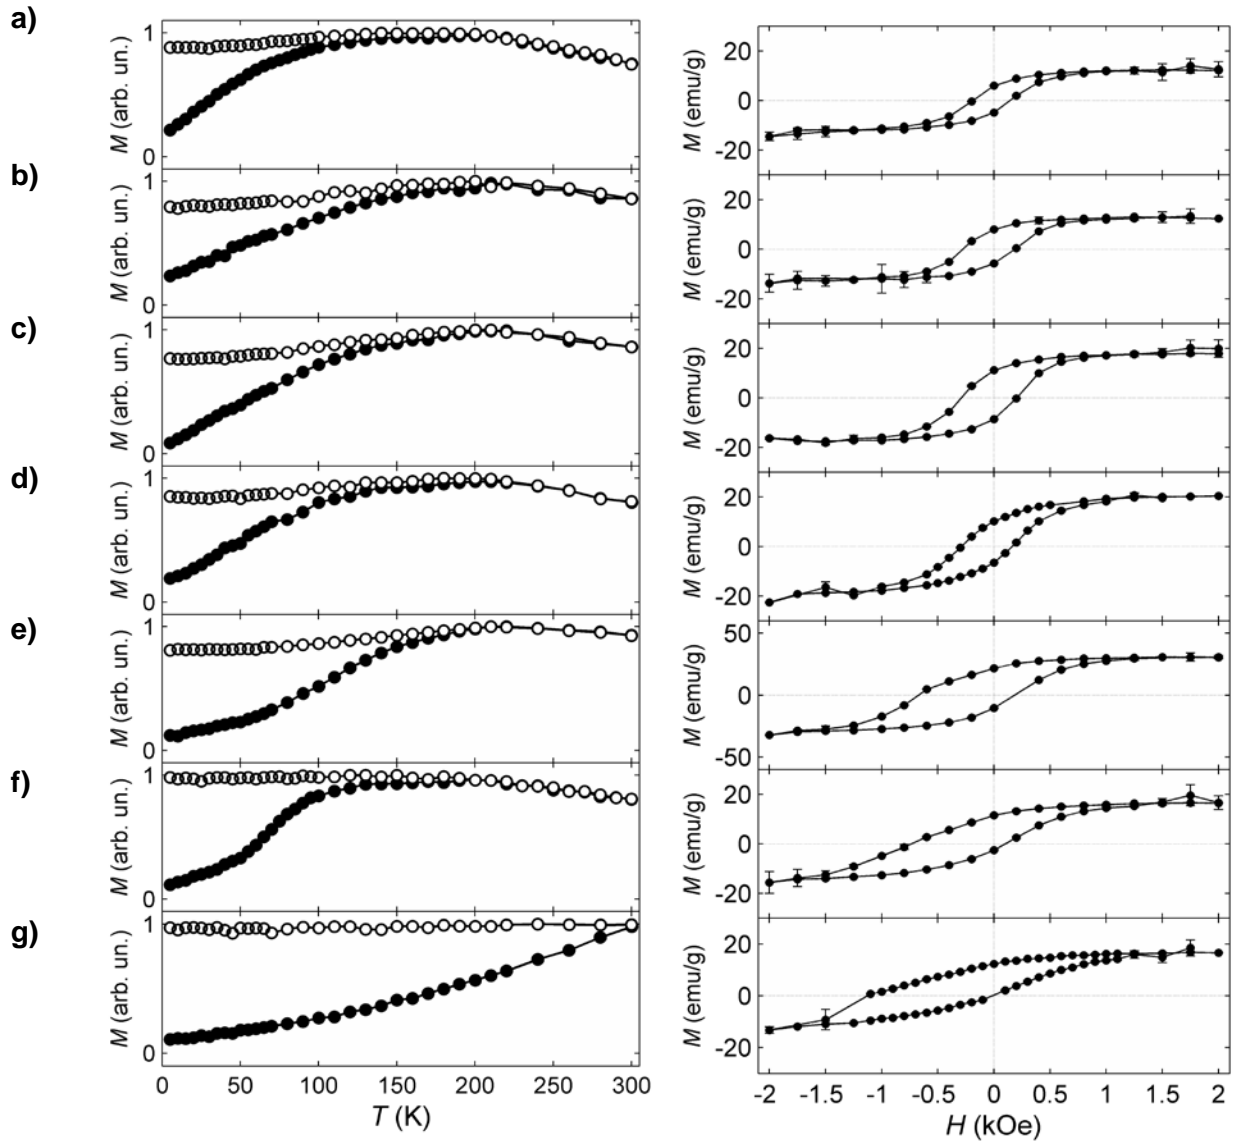 a)
1
M (arb. un.)
0
20
0
-20
M (emu/g)
b)
1
M (arb. un.)
0
20
0
-20
M (emu/g)
c)
1
M (arb. un.)
0
20
0
-20
M (emu/g)
d)
1
M (arb. un.)
0
20
0
-20
M (emu/g)
e)
1
M (arb. un.)
0
50
0
-50
M (emu/g)
f)
1
M (arb. un.)
0
20
0
-20
M (emu/g)
g)
1
M (arb. un.)
0
20
0
-20
M (emu/g)
0 50 100 150 200 250 300
T (K)
-2 -1.5 -1 -0.5 0 0.5 1 1.5 2
H (kOe)